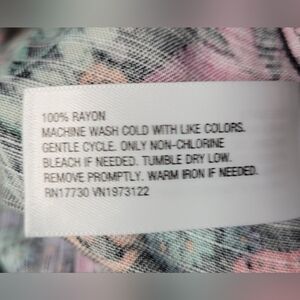 100% RAYON
MACHINE WASH COLD WITH LIKE COLORS.
GENTLE CYCLE. ONLY NON-CHLORINE
BLEACH IF NEEDED. TUMBLE DRY LOW.
REMOVE PROMPTLY. WARM IRON IF NEEDED.
RN17730 VN1973122